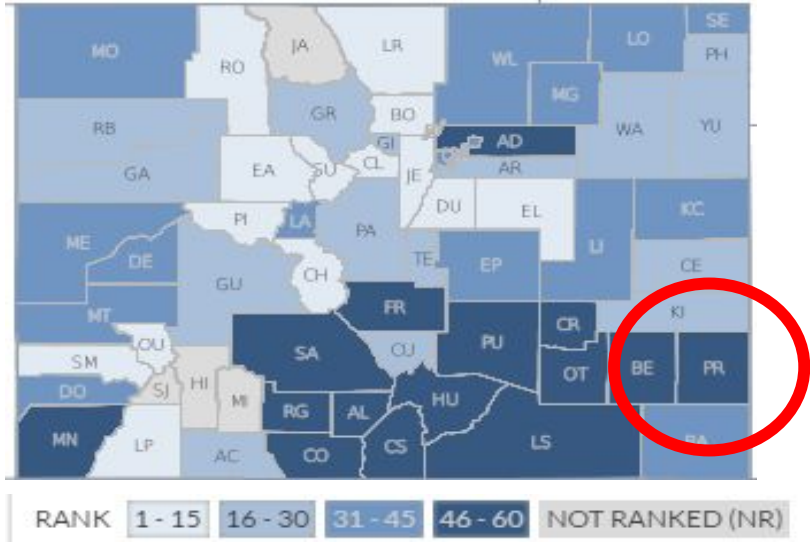 SE
MO JA LR WL LO PH
RO
GR BO MG
RB GI AD WA YU
GA EA SU CL JE AR
PI LA PA DU EL KC
ME DE TE EP LI CE
GU CH
MT FR CR KI
OU SA CU PU
SM SJ HI MI OT BE PR
DO RG AL HU
MN LP AC CO CS LS BA
RANK 1 - 15 16 - 30 31 - 45 46 - 60 NOT RANKED (NR)